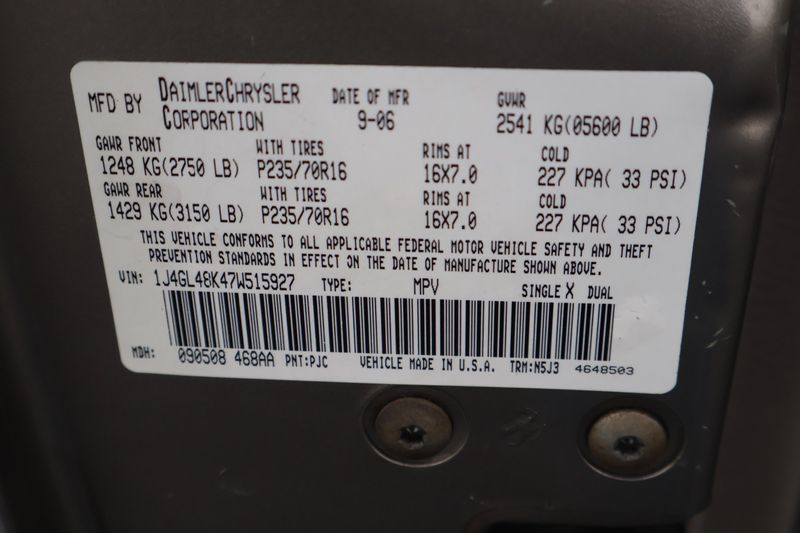 MFD BY DAIMLERCHRYSLER CORPORATION DATE OF MFR 9-06 GVWR 2541 KG(05600 LB)
GAWR FRONT WITH TIRES RIMS AT COLD
1248 KG(2750 LB) P235/70R16 16X7.0 227 KPA( 33 PSI)
GAWR REAR WITH TIRES RIMS AT COLD
1429 KG(3150 LB) P235/70R16 16X7.0 227 KPA( 33 PSI)
THIS VEHICLE CONFORMS TO ALL APPLICABLE FEDERAL MOTOR VEHICLE SAFETY AND THEFT
PREVENTION STANDARDS IN EFFECT ON THE DATE OF MANUFACTURE SHOWN ABOVE.
VIN: 1J4GL48K47W515927 TYPE: MPV SINGLE X DUAL
MDH: 090508 468AA PNT:PJC VEHICLE MADE IN U.S.A. TRM:N5J3 4648503